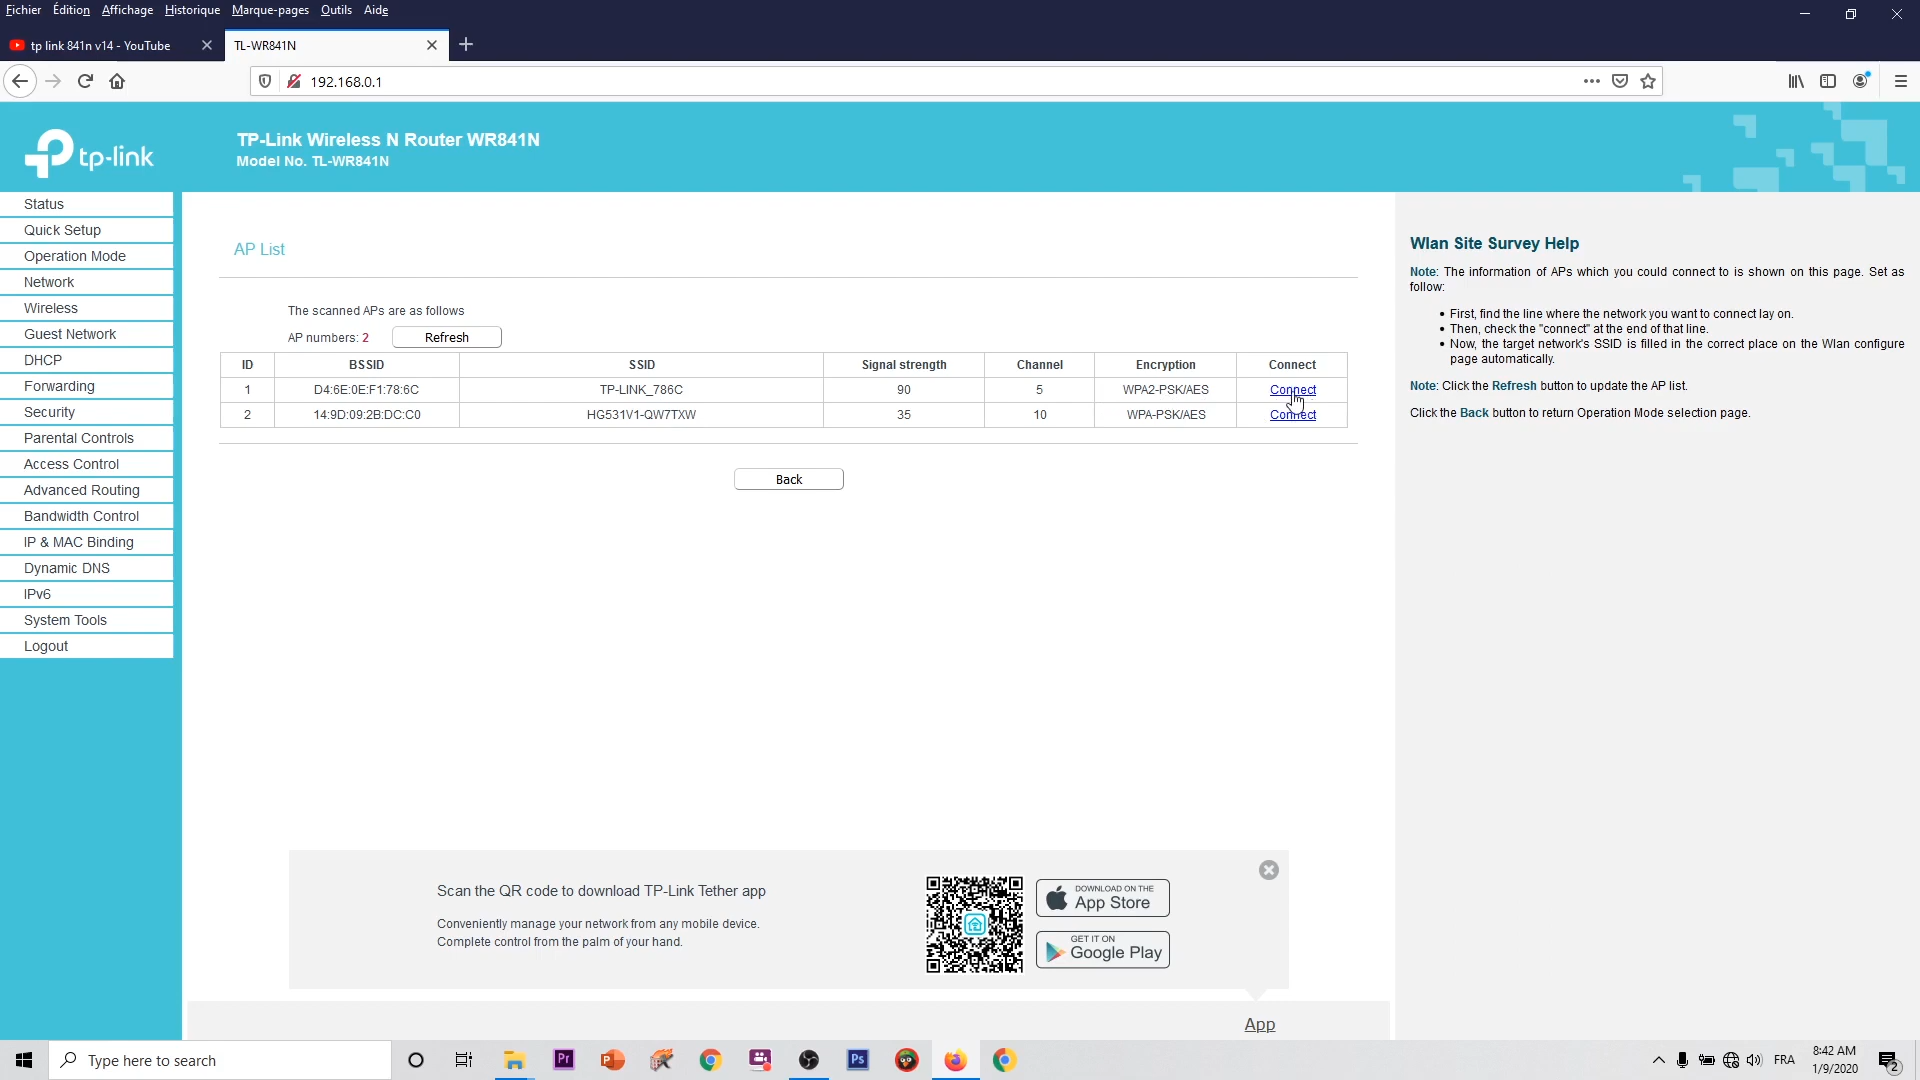 Fichier Édition Affichage Historique Marque-pages Outils Aide
tp link 841n v14 - YouTube
TL-WR841N
192.168.0.1
tp-link
TP-Link Wireless N Router WR841N
Model No. TL-WR841N
Status
Quick Setup
Operation Mode
Network
Wireless
Guest Network
DHCP
Forwarding
Security
Parental Controls
Access Control
Advanced Routing
Bandwidth Control
IP & MAC Binding
Dynamic DNS
IPv6
System Tools
Logout
AP List
The scanned APs are as follows
AP numbers: 2 Refresh
ID BSSID SSID Signal strength Channel Encryption Connect
1 D4:6E:0E:F1:78:6C TP-LINK_786C 90 5 WPA2-PSK/AES Connect
2 14:9D:09:2B:DC:C0 HG531V1-QW7TXW 35 10 WPA-PSK/AES Connect
Back
Wlan Site Survey Help
Note: The information of APs which you could connect to is shown on this page. Set as
follow:
• First, find the line where the network you want to connect lay on.
• Then, check the "connect" at the end of that line.
• Now, the target network's SSID is filled in the correct place on the Wlan configure
page automatically.
Note: Click the Refresh button to update the AP list.
Click the Back button to return Operation Mode selection page.
Scan the QR code to download TP-Link Tether app
Conveniently manage your network from any mobile device.
Complete control from the palm of your hand.
DOWNLOAD ON THE
App Store
GET IT ON
Google Play
App
Type here to search
Pr
P
Ps
FRA
8:42 AM
1/9/2020
2